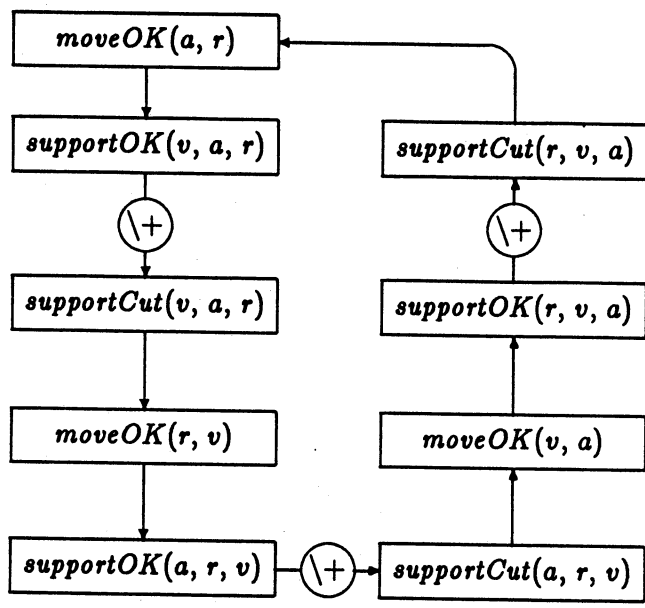 moveOK(a, r)
supportOK(v, a, r)
\+
supportCut(v, a, r)
moveOK(r, v)
supportOK(a, r, v)
\+
supportCut(a, r, v)
moveOK(v, a)
supportOK(r, v, a)
\+
supportCut(r, v, a)